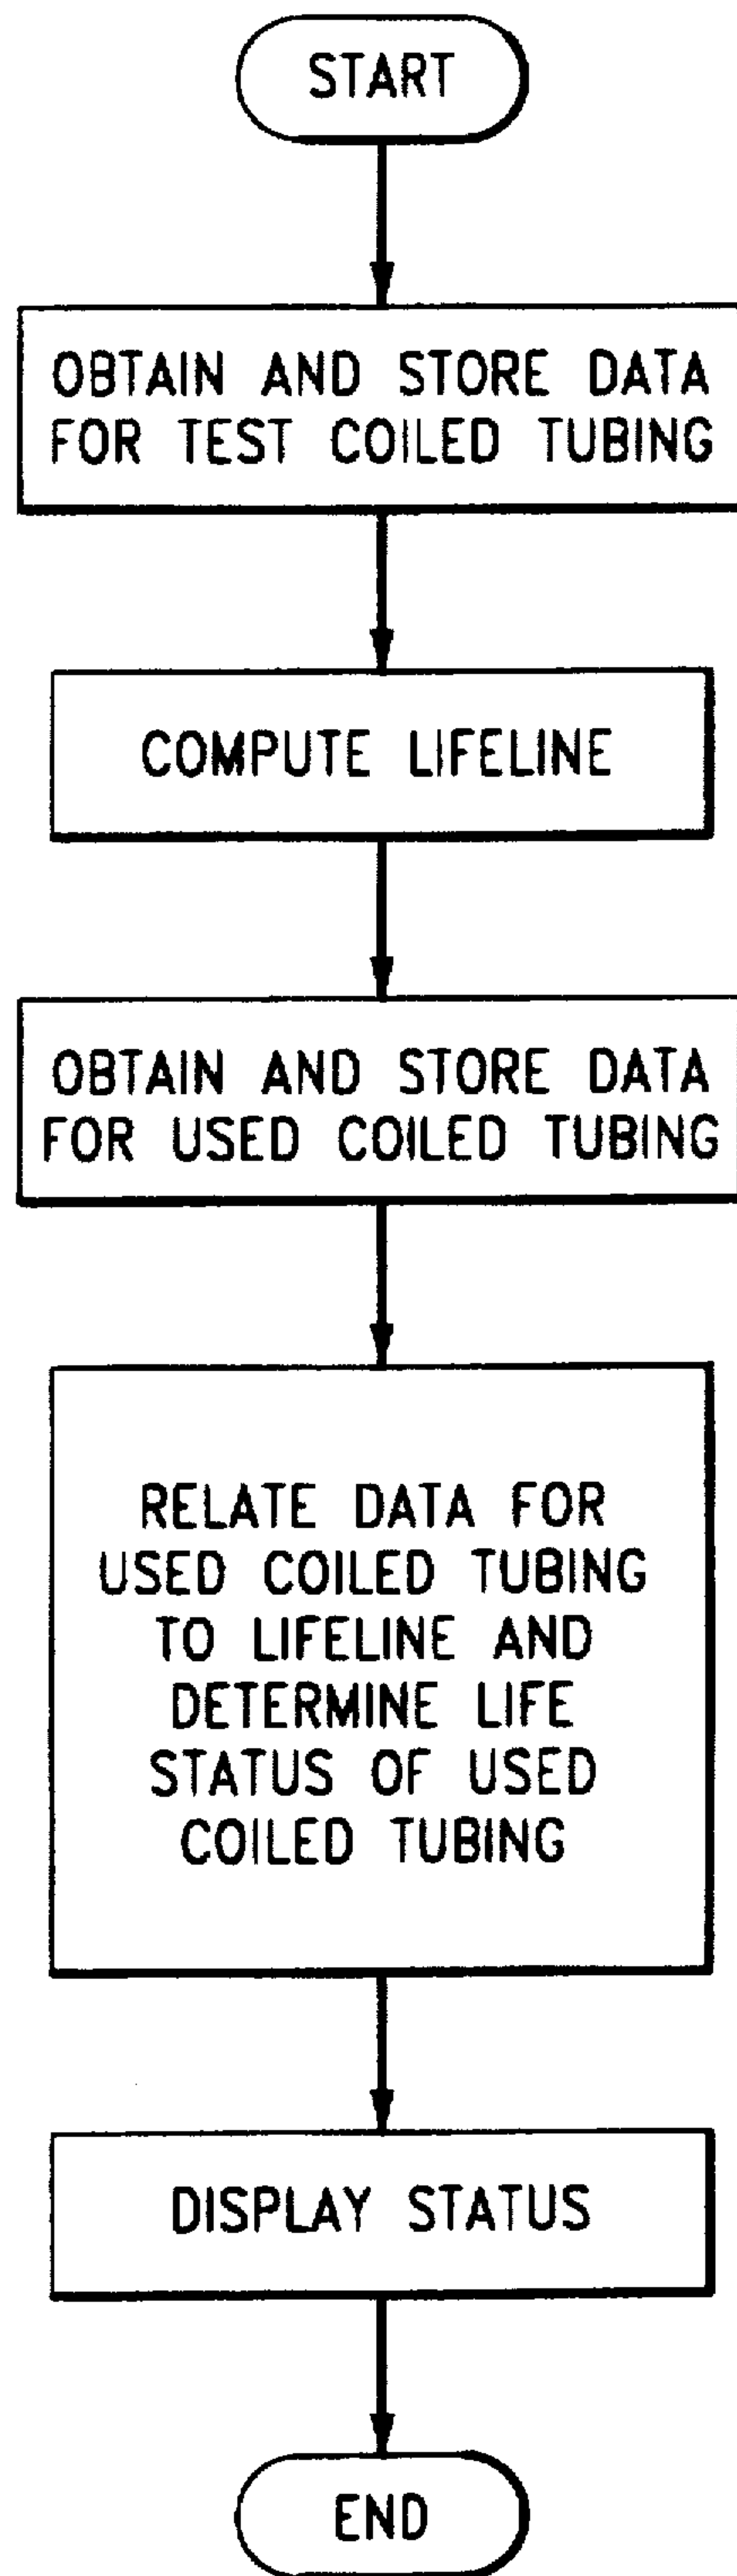 START
OBTAIN AND STORE DATA
FOR TEST COILED TUBING
COMPUTE LIFELINE
OBTAIN AND STORE DATA
FOR USED COILED TUBING
RELATE DATA FOR
USED COILED TUBING
TO LIFELINE AND
DETERMINE LIFE
STATUS OF USED
COILED TUBING
DISPLAY STATUS
END